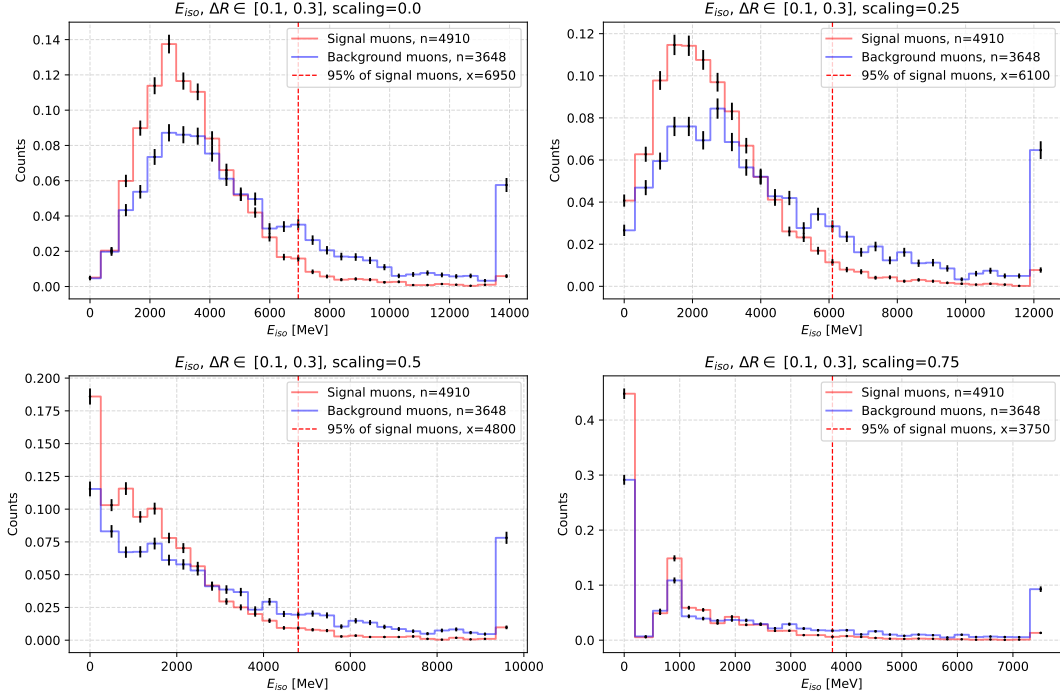 E_iso, ΔR ∈ [0.1, 0.3], scaling=0.0
Counts
0.14
0.12
0.10
0.08
0.06
0.04
0.02
0.00
Signal muons, n=4910
Background muons, n=3648
95% of signal muons, x=6950
0 2000 4000 6000 8000 10000 12000 14000
E_iso [MeV]
E_iso, ΔR ∈ [0.1, 0.3], scaling=0.25
Counts
0.12
0.10
0.08
0.06
0.04
0.02
0.00
Signal muons, n=4910
Background muons, n=3648
95% of signal muons, x=6100
0 2000 4000 6000 8000 10000 12000
E_iso [MeV]
E_iso, ΔR ∈ [0.1, 0.3], scaling=0.5
Counts
0.200
0.175
0.150
0.125
0.100
0.075
0.050
0.025
0.000
Signal muons, n=4910
Background muons, n=3648
95% of signal muons, x=4800
0 2000 4000 6000 8000 10000
E_iso [MeV]
E_iso, ΔR ∈ [0.1, 0.3], scaling=0.75
Counts
0.4
0.3
0.2
0.1
0.0
Signal muons, n=4910
Background muons, n=3648
95% of signal muons, x=3750
0 1000 2000 3000 4000 5000 6000 7000
E_iso [MeV]